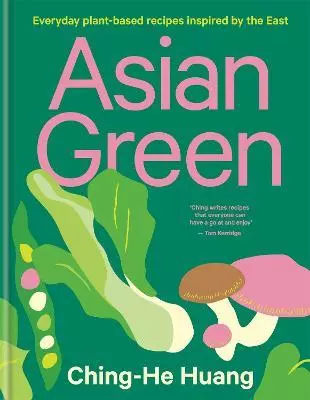 Everyday plant-based recipes inspired by the East
Asian
Green
‘Ching writes recipes
that everyone can
have a go at and enjoy’
— Tom Kerridge
Ching-He Huang